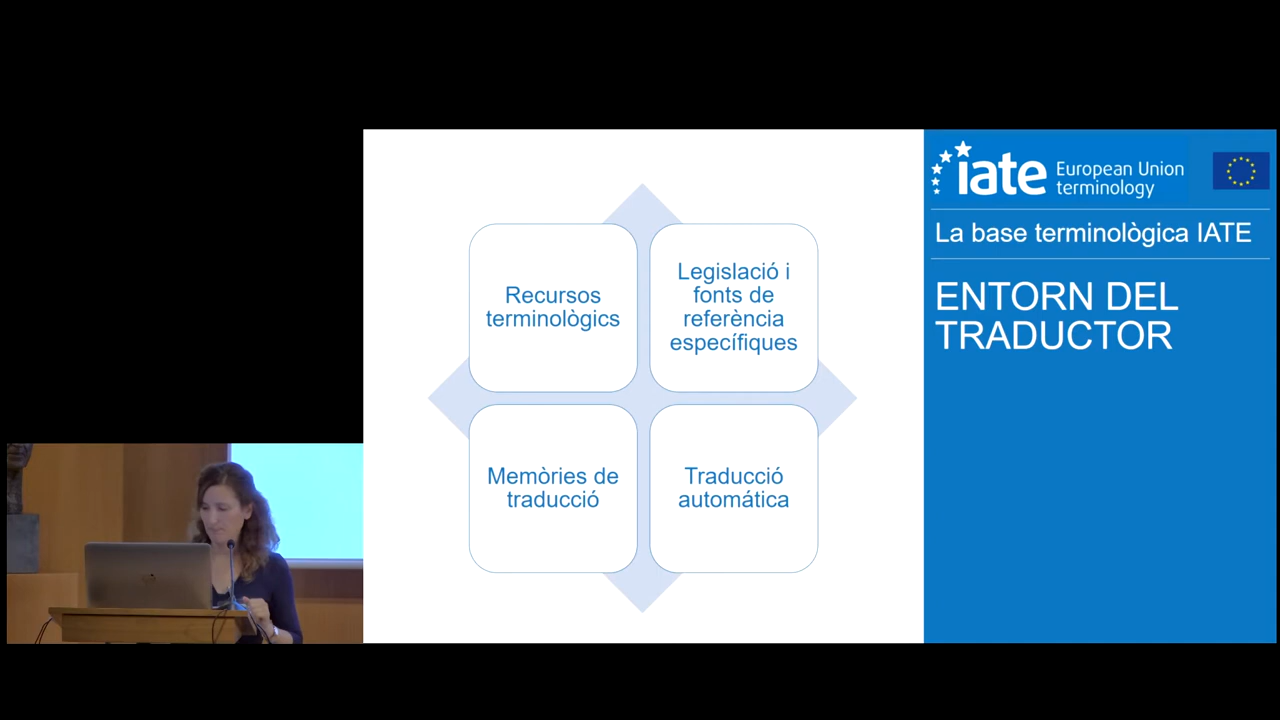 Recursos
terminològics
Legislació i
fonts de
referència
específiques
Memòries de
traducció
Traducció
automática
iate European Union
terminology
La base terminològica IATE
ENTORN DEL
TRADUCTOR